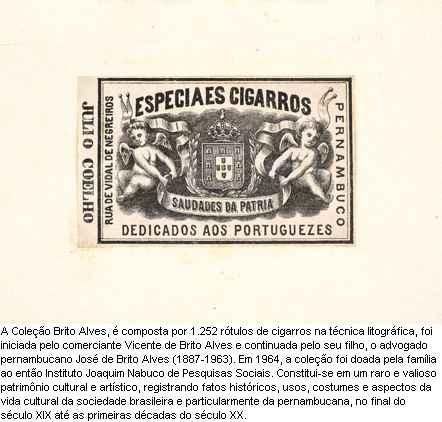 JULIO COELHO
RUA DE VIDAL DE NEGREIROS
ESPECIAES CIGARROS
PERNAMBUCO
SAUDADES DA PATRIA
DEDICADOS AOS PORTUGUEZES
A Coleção Brito Alves, é composta por 1.252 rótulos de cigarros na técnica litográfica, foi
iniciada pelo comerciante Vicente de Brito Alves e continuada pelo seu filho, o advogado
pernambucano José de Brito Alves (1887-1963). Em 1964, a coleção foi doada pela família
ao então Instituto Joaquim Nabuco de Pesquisas Sociais. Constitui-se em um raro e valioso
patrimônio cultural e artístico, registrando fatos históricos, usos, costumes e aspectos da
vida cultural da sociedade brasileira e particularmente da pernambucana, no final do
século XIX até as primeiras décadas do século XX.